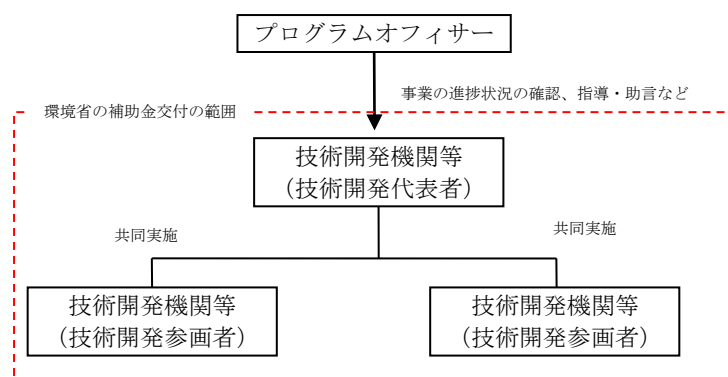 プログラムオフィサー
事業の進捗状況の確認、指導・助言など
環境省の補助金交付の範囲
技術開発機関等
（技術開発代表者）
共同実施
共同実施
技術開発機関等
（技術開発参画者）
技術開発機関等
（技術開発参画者）